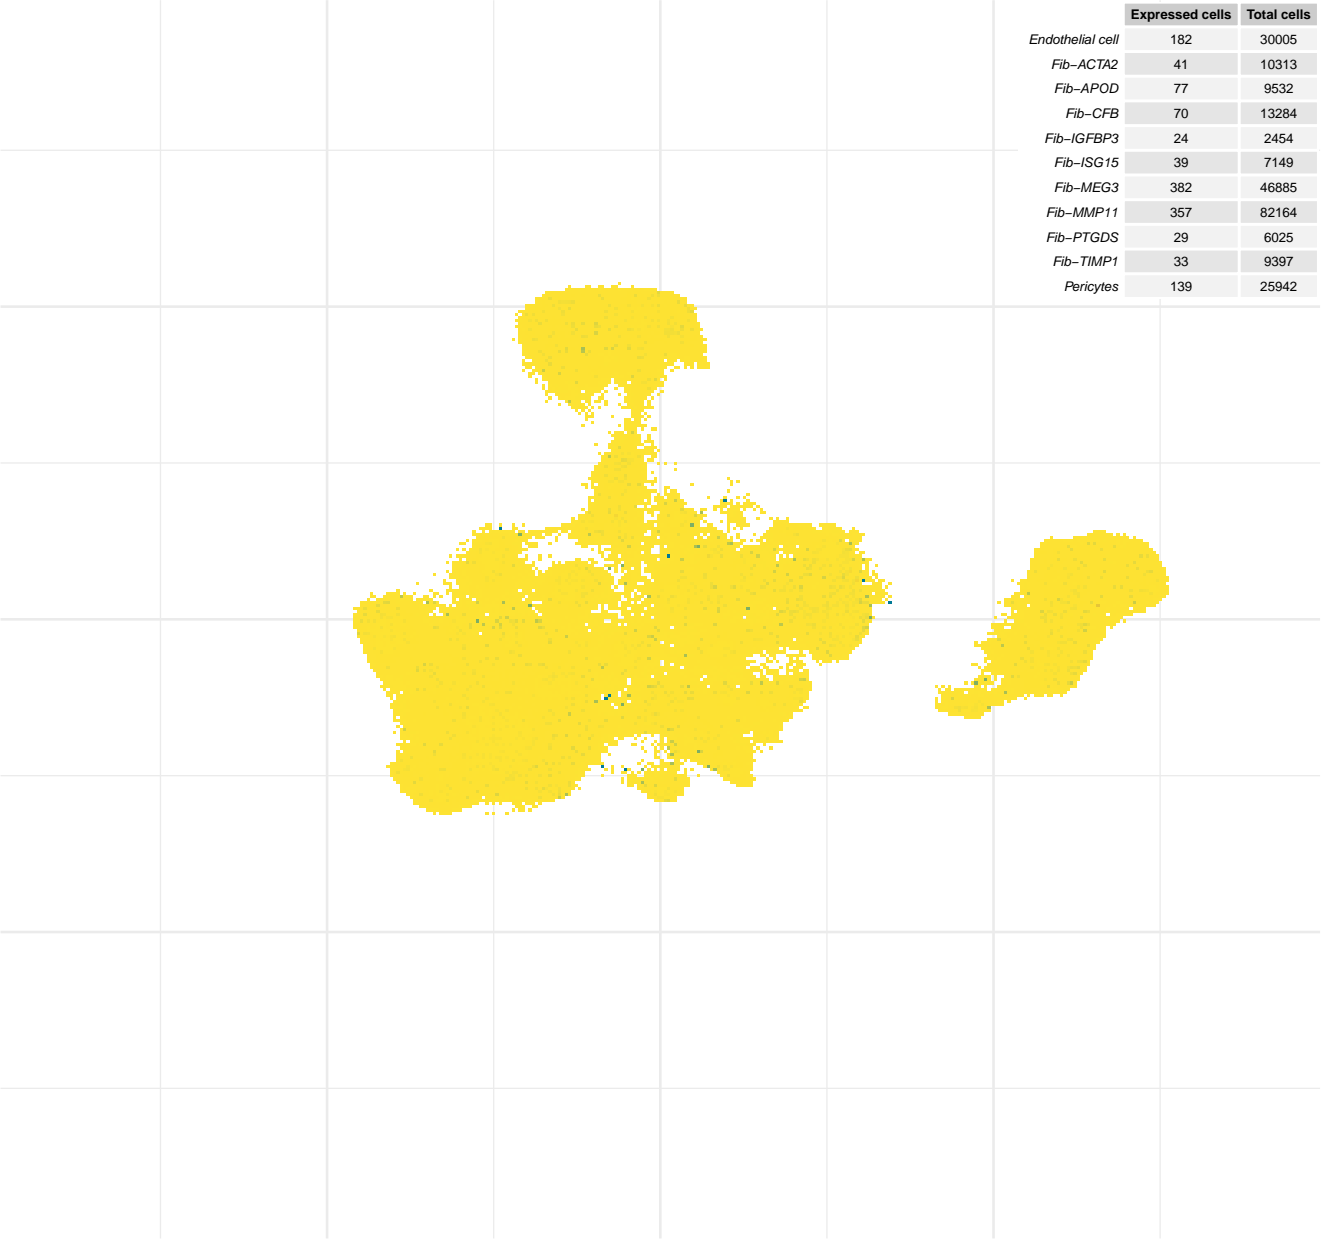 Expressed cells Total cells
Endothelial cell 182 30005
Fib−ACTA2 41 10313
Fib−APOD 77 9532
Fib−CFB 70 13284
Fib−IGFBP3 24 2454
Fib−ISG15 39 7149
Fib−MEG3 382 46885
Fib−MMP11 357 82164
Fib−PTGDS 29 6025
Fib−TIMP1 33 9397
Pericytes 139 25942